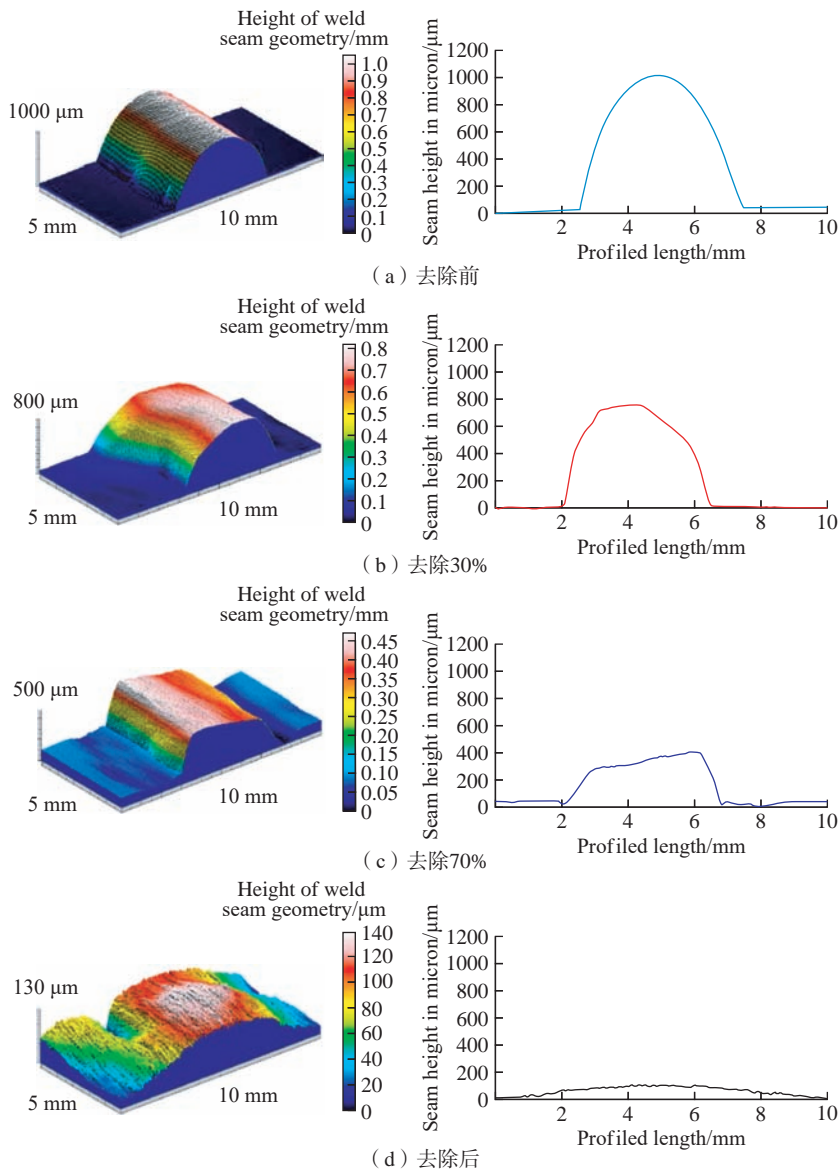 Height of weld
seam geometry/mm
1.0
0.9
0.8
0.7
0.6
0.5
0.4
0.3
0.2
0.1
0
1000 μm
5 mm
10 mm
Seam height in micron/μm
1200
1000
800
600
400
200
0
2
4
6
8
10
Profiled length/mm
（a）去除前
Height of weld
seam geometry/mm
0.8
0.7
0.6
0.5
0.4
0.3
0.2
0.1
0
800 μm
5 mm
10 mm
Seam height in micron/μm
1200
1000
800
600
400
200
0
2
4
6
8
10
Profiled length/mm
（b）去除30%
Height of weld
seam geometry/mm
0.45
0.40
0.35
0.30
0.25
0.20
0.15
0.10
0.05
0
500 μm
5 mm
10 mm
Seam height in micron/μm
1200
1000
800
600
400
200
0
2
4
6
8
10
Profiled length/mm
（c）去除70%
Height of weld
seam geometry/μm
140
120
100
80
60
40
20
0
130 μm
5 mm
10 mm
Seam height in micron/μm
1200
1000
800
600
400
200
0
2
4
6
8
10
Profiled length/mm
（d）去除后